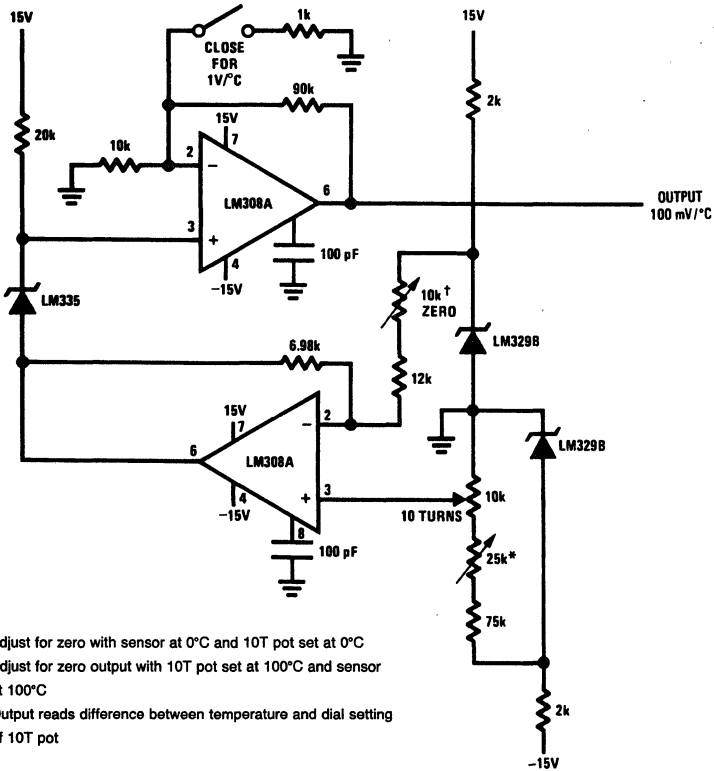 15V
1k
CLOSE
FOR
1V/°C
15V
90k
2k
20k
10k
15V
2
7
6
LM308A
OUTPUT
100 mV/°C
3
100 pF
4
-15V
LM335
10k†
ZERO
LM329B
6.98k
12k
15V
7
2
6
LM308A
LM329B
3
4
-15V
10k
10 TURNS
8
100 pF
25k*
75k
djust for zero with sensor at 0°C and 10T pot set at 0°C
djust for zero output with 10T pot set at 100°C and sensor
t 100°C
utput reads difference between temperature and dial setting
f 10T pot
2k
-15V